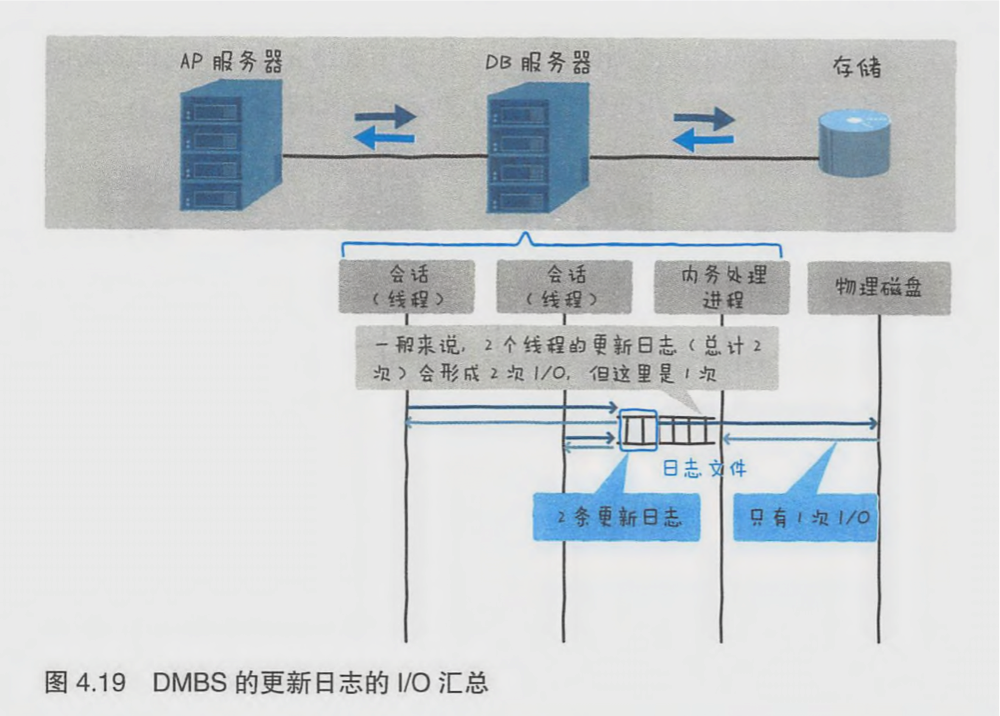 AP 服务器
DB 服务器
存储
会话
（线程）
会话
（线程）
内务处理
进程
物理磁盘
一般来说，2 个线程的更新日志（总计 2
次）会形成 2 次 I/O，但这里是 1 次
日志文件
2 条更新日志
只有 1 次 I/O
图 4.19 DMBS 的更新日志的 I/O 汇总